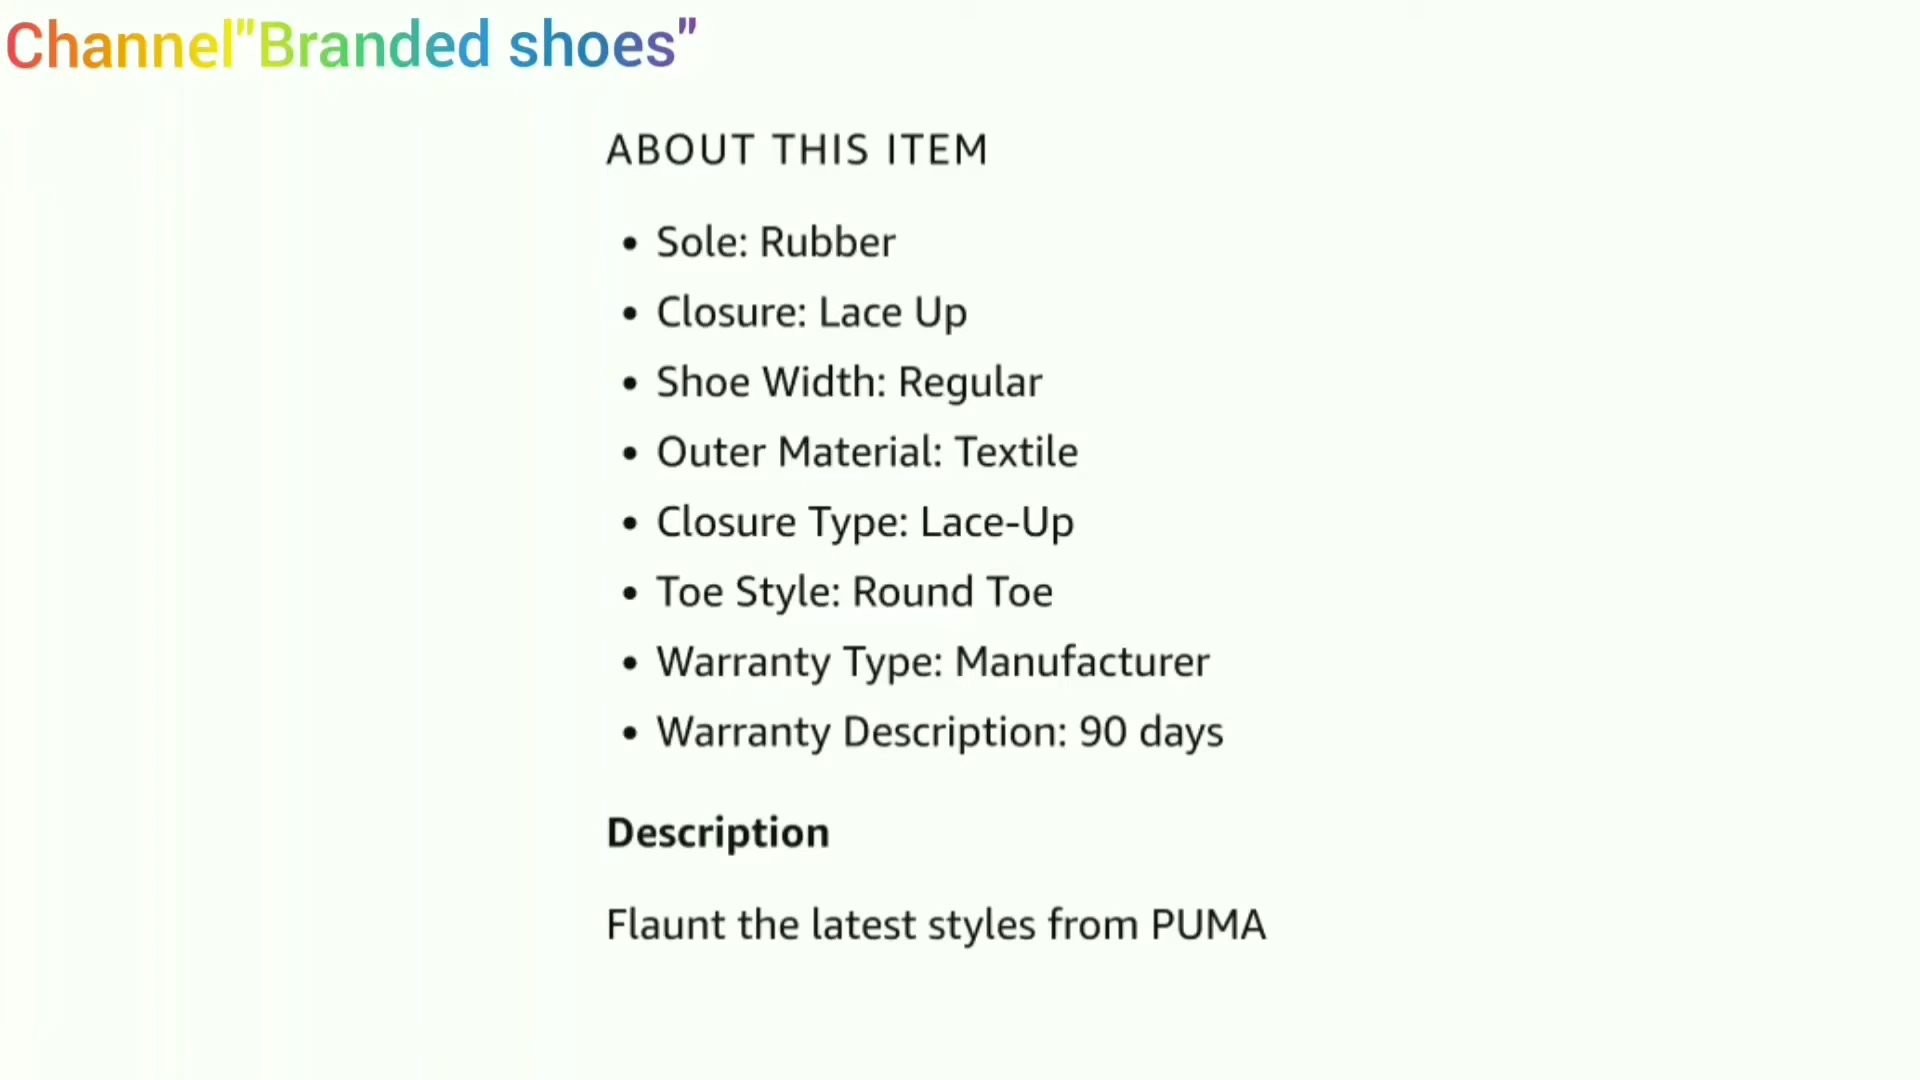 Channel"Branded shoes"
ABOUT THIS ITEM
• Sole: Rubber
• Closure: Lace Up
• Shoe Width: Regular
• Outer Material: Textile
• Closure Type: Lace-Up
• Toe Style: Round Toe
• Warranty Type: Manufacturer
• Warranty Description: 90 days
Description
Flaunt the latest styles from PUMA